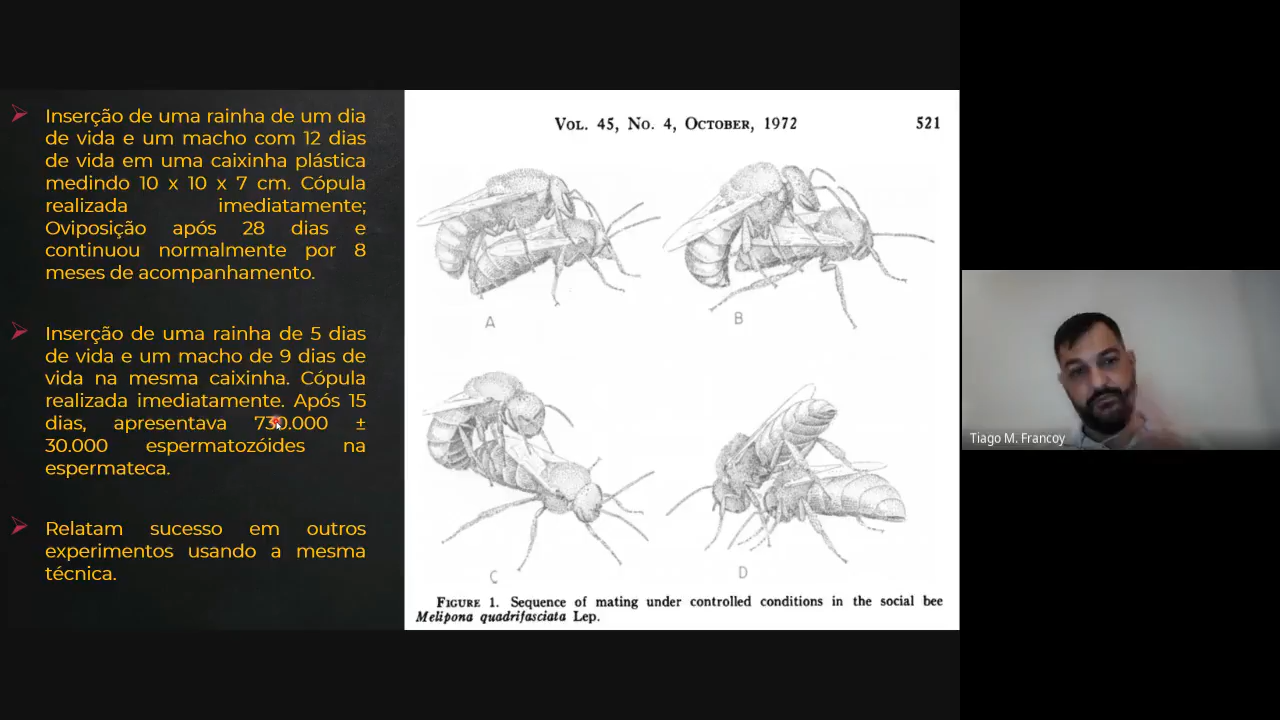 Inserção de uma rainha de um dia
de vida e um macho com 12 dias
de vida em uma caixinha plástica
medindo 10 x 10 x 7 cm. Cópula
realizada imediatamente;
Oviposição após 28 dias e
continuou normalmente por 8
meses de acompanhamento.
Inserção de uma rainha de 5 dias
de vida e um macho de 9 dias de
vida na mesma caixinha. Cópula
realizada imediatamente. Após 15
dias, apresentava 730.000 ±
30.000 espermatozóides na
espermateca.
Relatam sucesso em outros
experimentos usando a mesma
técnica.
VOL. 45, NO. 4, OCTOBER, 1972 521
A
B
C
D
FIGURE 1. Sequence of mating under controlled conditions in the social bee
Melipona quadrifasciata Lep.
Tiago M. Francoy